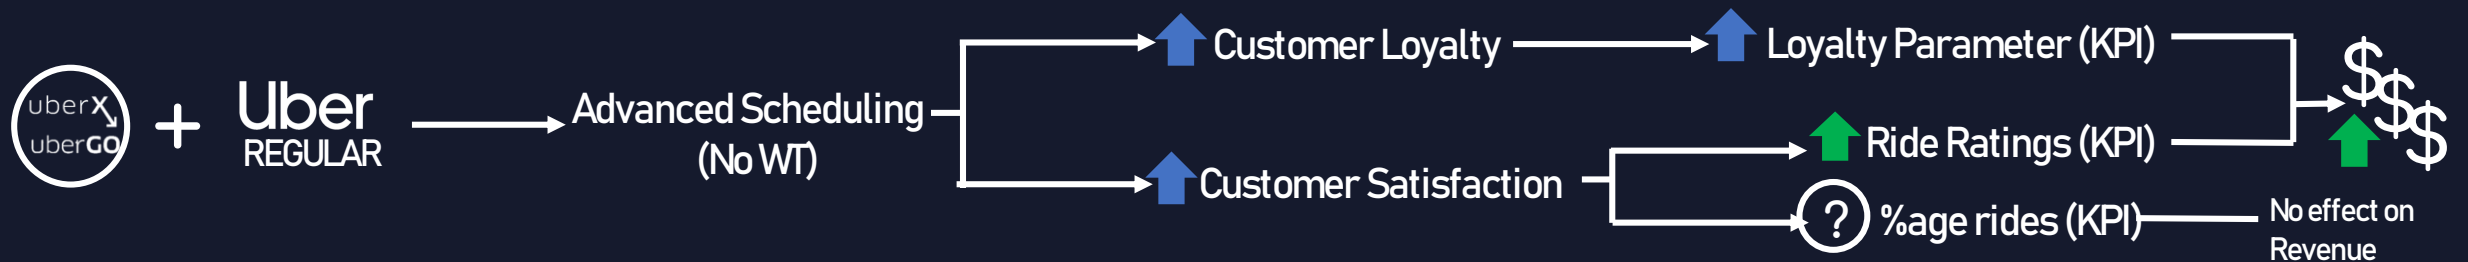 uberX
uberGO
+
Uber
REGULAR
Advanced Scheduling
(No WT)
Customer Loyalty
Loyalty Parameter (KPI)
Customer Satisfaction
Ride Ratings (KPI)
? %age rides (KPI)
No effect on
Revenue
$$$